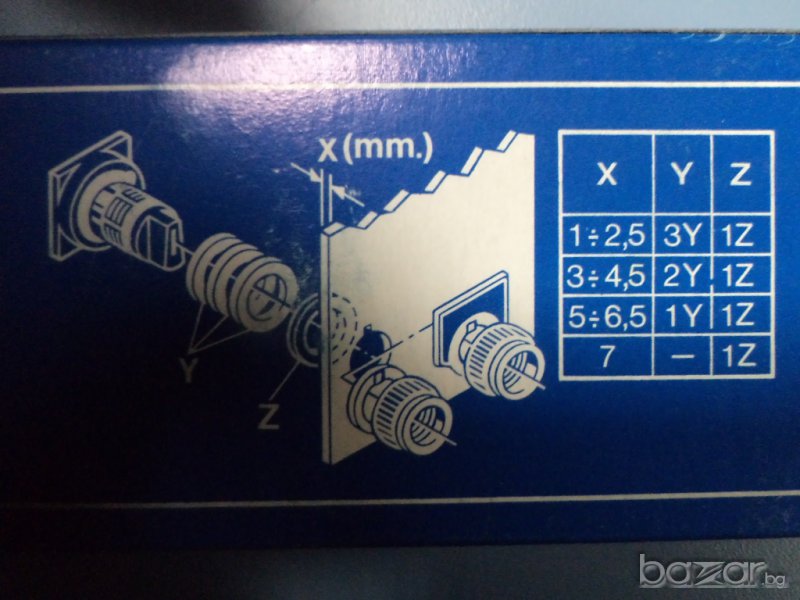 X (mm.)
X Y Z
1÷2,5 3Y 1Z
3÷4,5 2Y 1Z
5÷6,5 1Y 1Z
7 – 1Z
Y
Z
bazar.bg